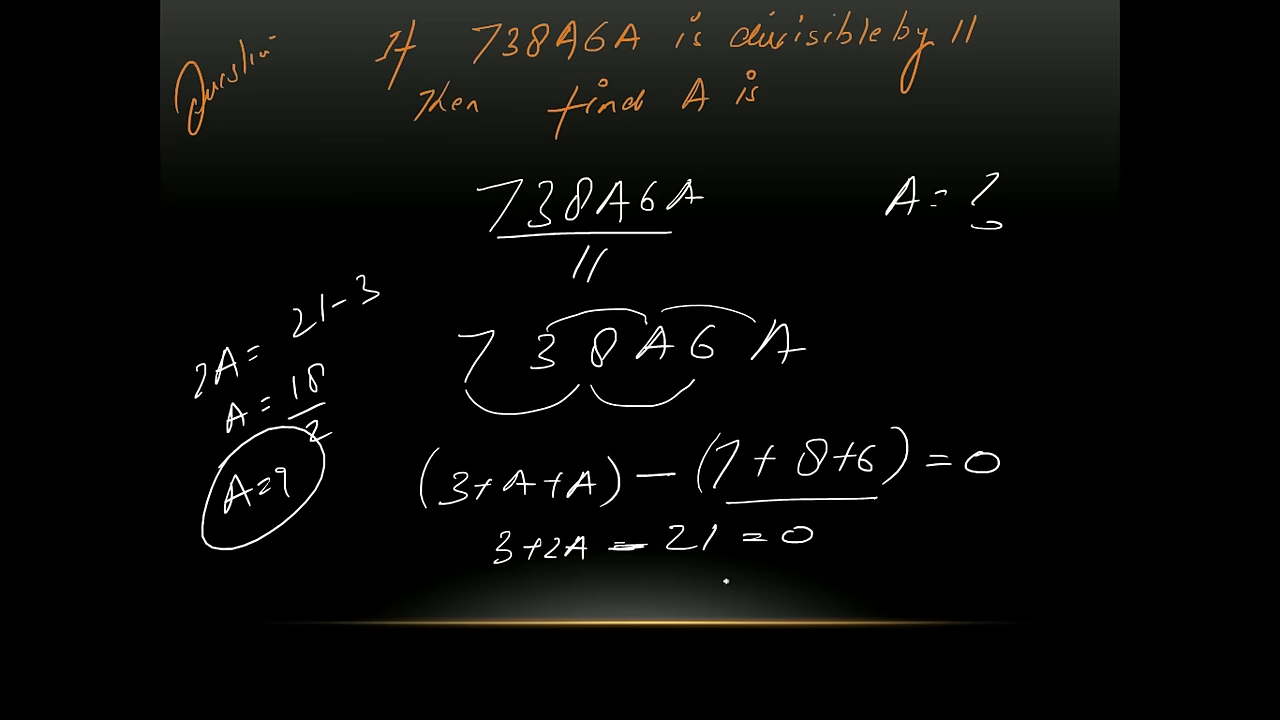 Question If 738A6A is divisible by 11
Then find A is
738A6A A = ?
11
2A = 21-3
7 3 8 A 6 A
A = 18
2
A=9
(3+A+A) - (7+8+6) = 0
3+2A - 21 = 0